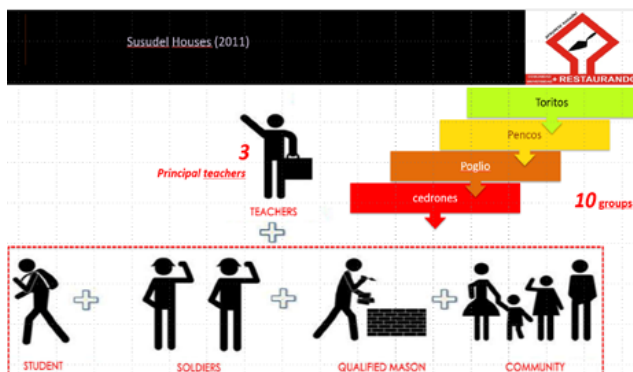 Susudel Houses (2011)
+ RESTAURANDO
Toritos
Pencos
Poglio
cedrones
3
Principal teachers
10 groups
TEACHERS
STUDENT
SOLDIERS
QUALIFIED MASON
COMMUNITY